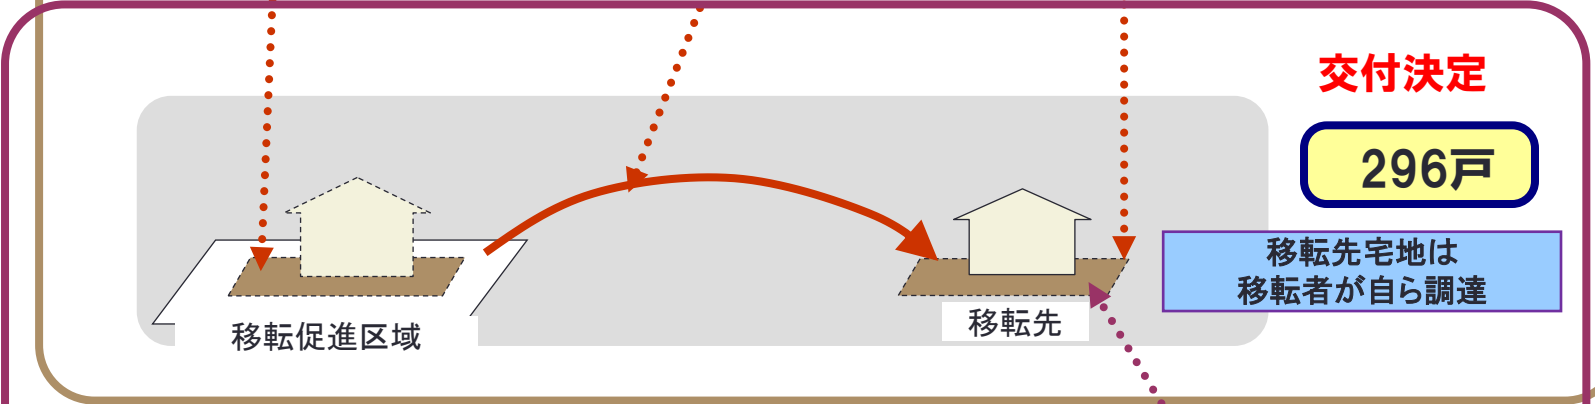 交付決定
296戸
移転先宅地は
移転者が自ら調達
移転先
移転促進区域